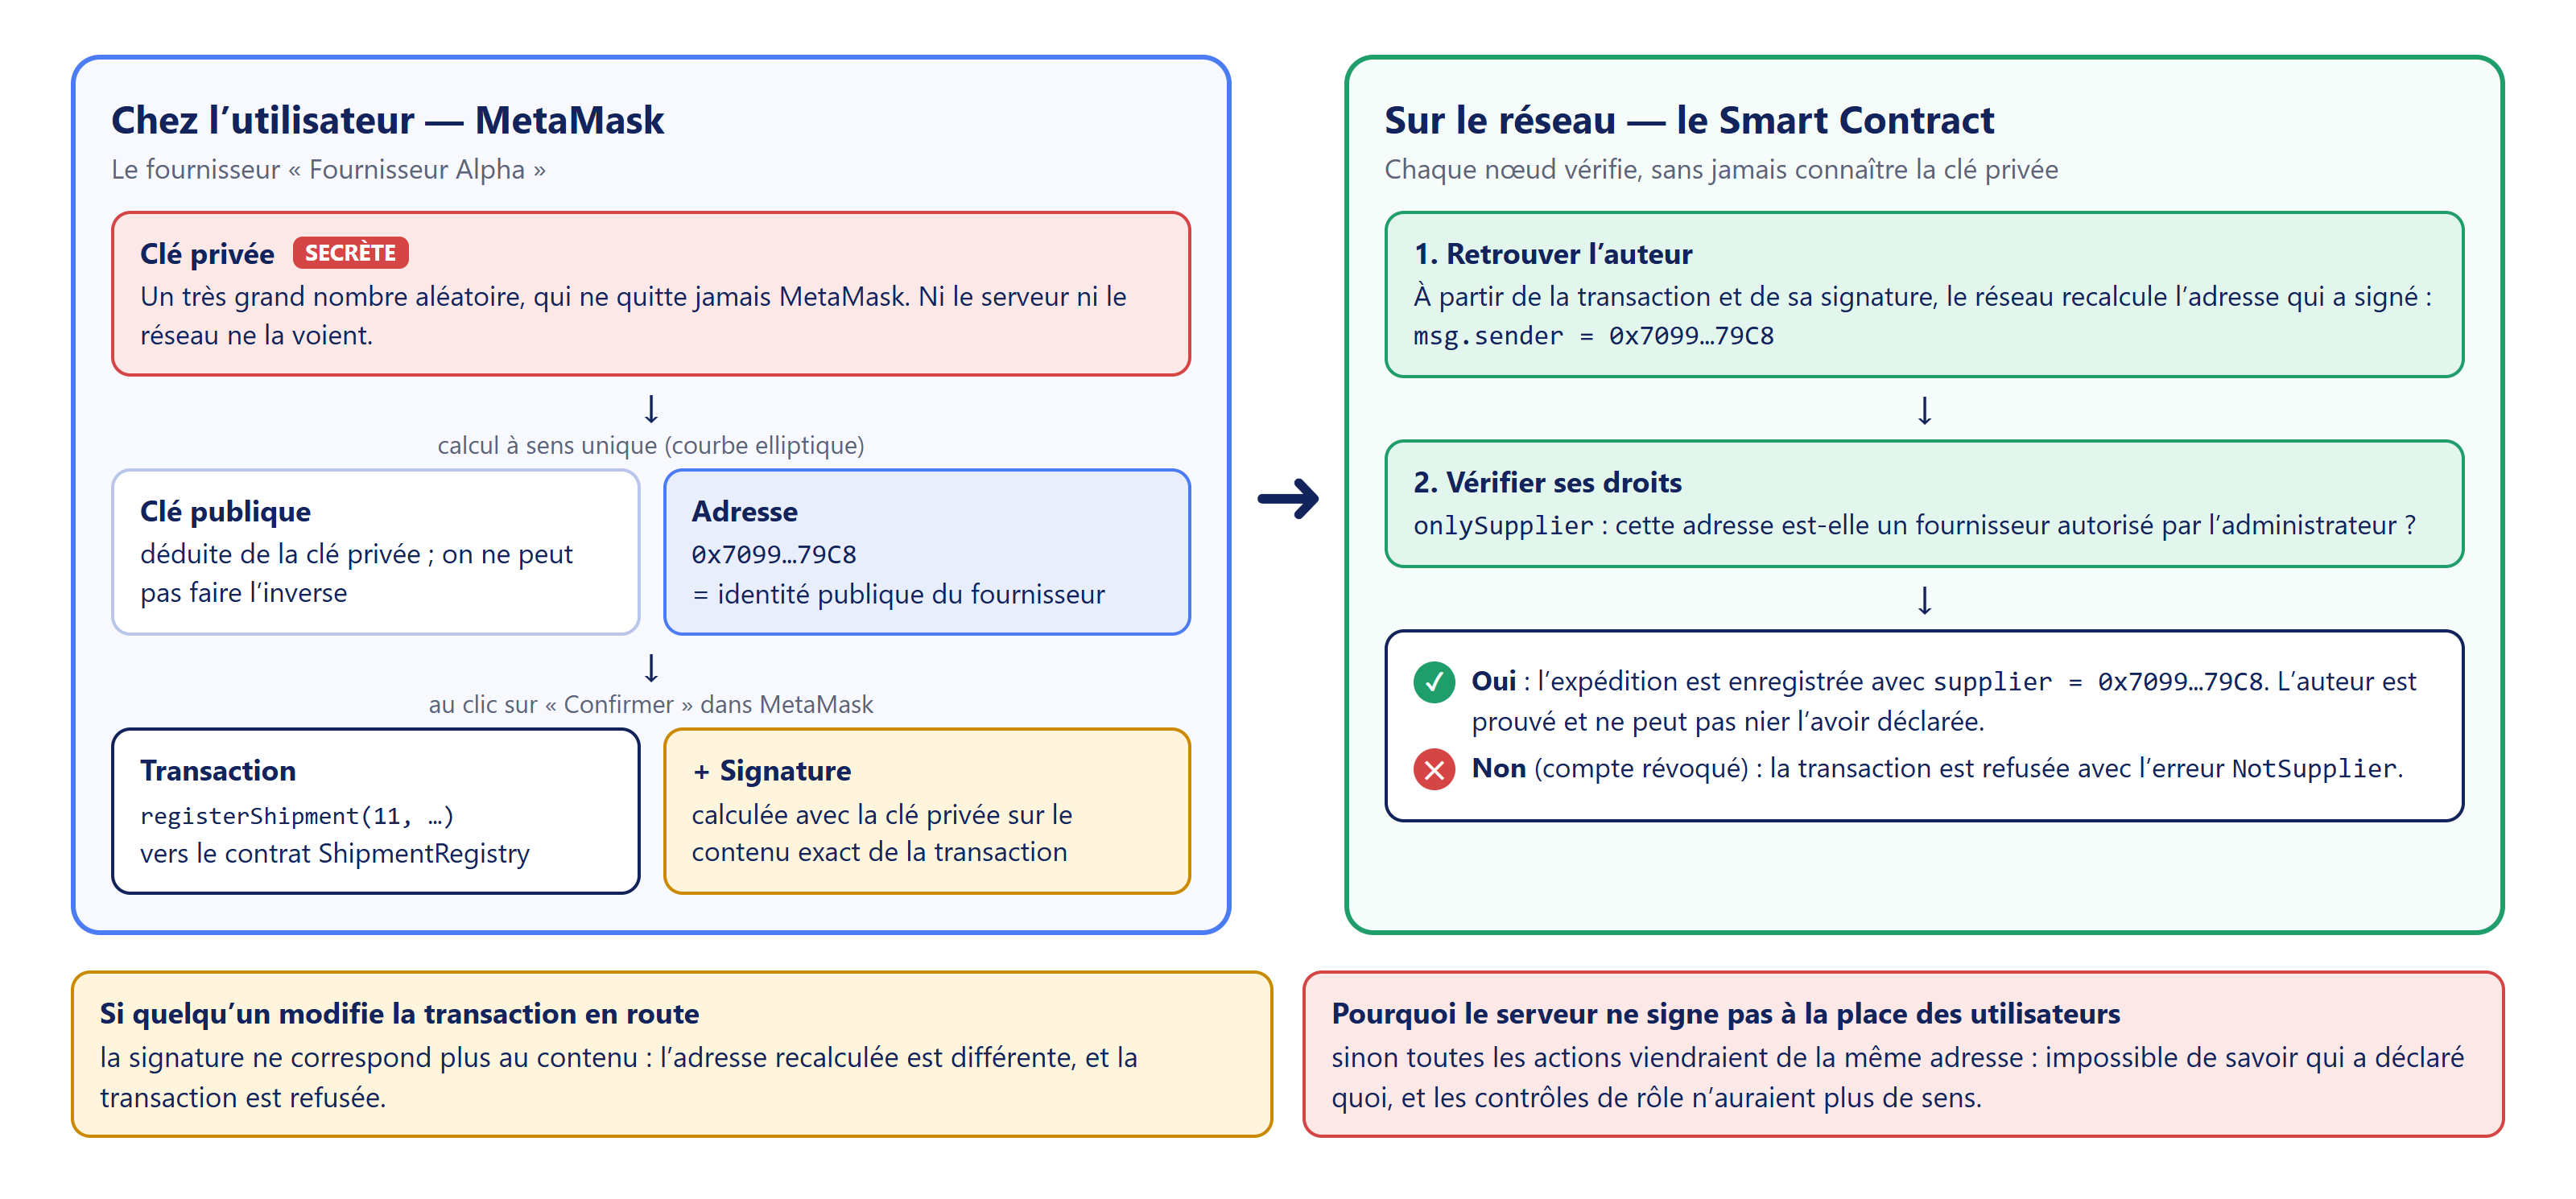 Chez l’utilisateur — MetaMask
Le fournisseur « Fournisseur Alpha »
Clé privée SECRÈTE
Un très grand nombre aléatoire, qui ne quitte jamais MetaMask. Ni le serveur ni le
réseau ne la voient.
↓
calcul à sens unique (courbe elliptique)
Clé publique
déduite de la clé privée ; on ne peut
pas faire l’inverse
Adresse
0x7099…79C8
= identité publique du fournisseur
↓
au clic sur « Confirmer » dans MetaMask
Transaction
registerShipment(11, …)
vers le contrat ShipmentRegistry
+ Signature
calculée avec la clé privée sur le
contenu exact de la transaction
→
Sur le réseau — le Smart Contract
Chaque nœud vérifie, sans jamais connaître la clé privée
1. Retrouver l’auteur
À partir de la transaction et de sa signature, le réseau recalcule l’adresse qui a signé :
msg.sender = 0x7099…79C8
↓
2. Vérifier ses droits
onlySupplier : cette adresse est-elle un fournisseur autorisé par l’administrateur ?
↓
✓ Oui : l’expédition est enregistrée avec supplier = 0x7099…79C8. L’auteur est
prouvé et ne peut pas nier l’avoir déclarée.
✕ Non (compte révoqué) : la transaction est refusée avec l’erreur NotSupplier.
Si quelqu’un modifie la transaction en route
la signature ne correspond plus au contenu : l’adresse recalculée est différente, et la
transaction est refusée.
Pourquoi le serveur ne signe pas à la place des utilisateurs
sinon toutes les actions viendraient de la même adresse : impossible de savoir qui a déclaré
quoi, et les contrôles de rôle n’auraient plus de sens.